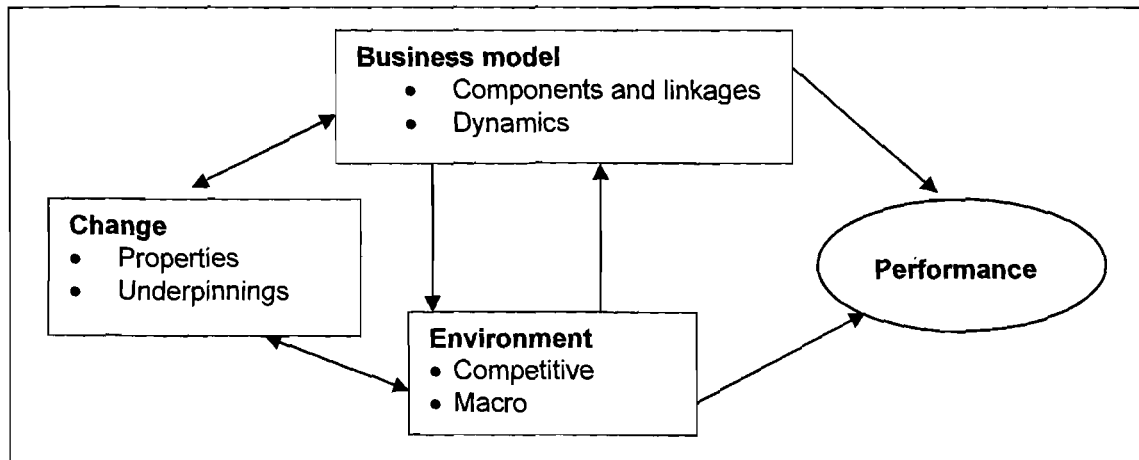 Business model
• Components and linkages
• Dynamics
Change
• Properties
• Underpinnings
Performance
Environment
• Competitive
• Macro